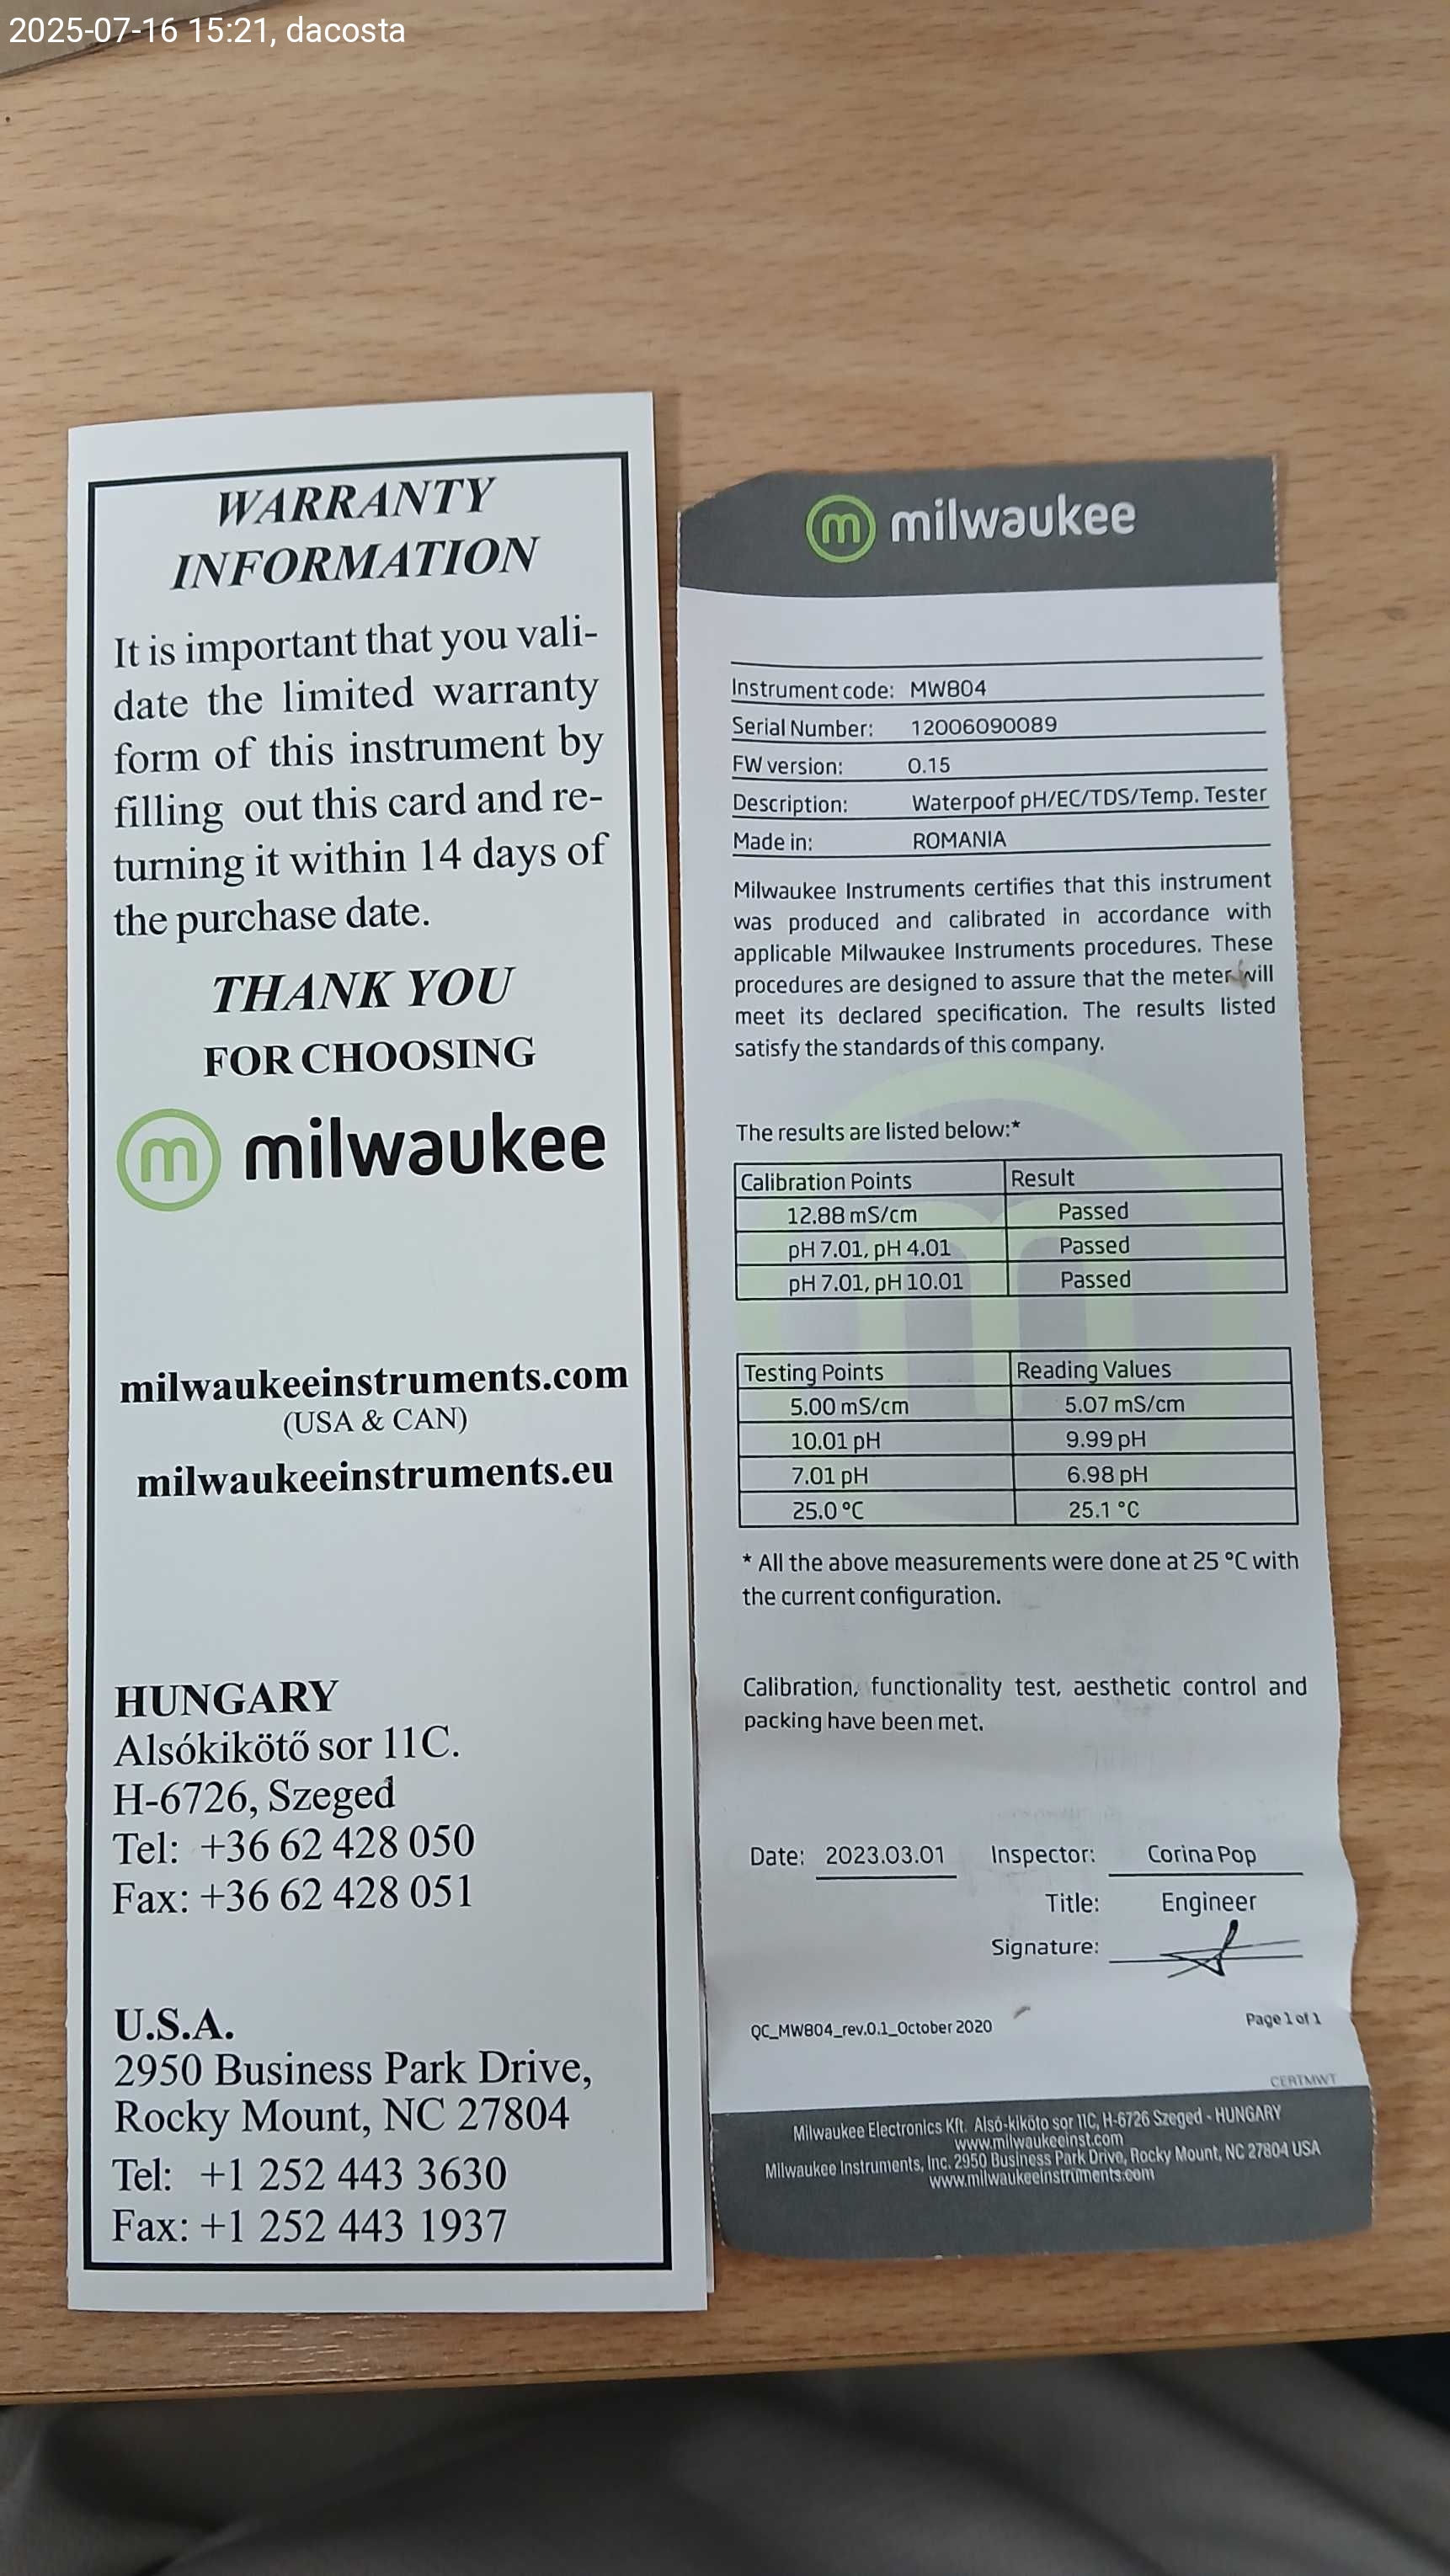 2025-07-16 15:21, dacosta
WARRANTY
INFORMATION
It is important that you vali-
date the limited warranty
form of this instrument by
filling out this card and re-
turning it within 14 days of
the purchase date.
THANK YOU
FOR CHOOSING
m milwaukee
milwaukeeinstruments.com
(USA & CAN)
milwaukeeinstruments.eu
HUNGARY
Alsókikötő sor 11C.
H-6726, Szeged
Tel: +36 62 428 050
Fax: +36 62 428 051
U.S.A.
2950 Business Park Drive,
Rocky Mount, NC 27804
Tel: +1 252 443 3630
Fax: +1 252 443 1937
m milwaukee
Instrument code: MW804
Serial Number: 12006090089
FW version: 0.15
Description: Waterpoof pH/EC/TDS/Temp. Tester
Made in: ROMANIA
Milwaukee Instruments certifies that this instrument
was produced and calibrated in accordance with
applicable Milwaukee Instruments procedures. These
procedures are designed to assure that the meter will
meet its declared specification. The results listed
satisfy the standards of this company.
The results are listed below:*
Calibration Points Result
12.88 mS/cm Passed
pH 7.01, pH 4.01 Passed
pH 7.01, pH 10.01 Passed
Testing Points Reading Values
5.00 mS/cm 5.07 mS/cm
10.01 pH 9.99 pH
7.01 pH 6.98 pH
25.0 °C 25.1 °C
* All the above measurements were done at 25 °C with
the current configuration.
Calibration, functionality test, aesthetic control and
packing have been met.
Date: 2023.03.01 Inspector: Corina Pop
Title: Engineer
Signature:
QC_MW804_rev.0.1_October 2020 Page 1 of 1
CERTMWT
Milwaukee Electronics Kft. Alsó-kikötő sor 11C, H-6726 Szeged - HUNGARY
www.milwaukeeinst.com
Milwaukee Instruments, Inc. 2950 Business Park Drive, Rocky Mount, NC 27804 USA
www.milwaukeeinstruments.com